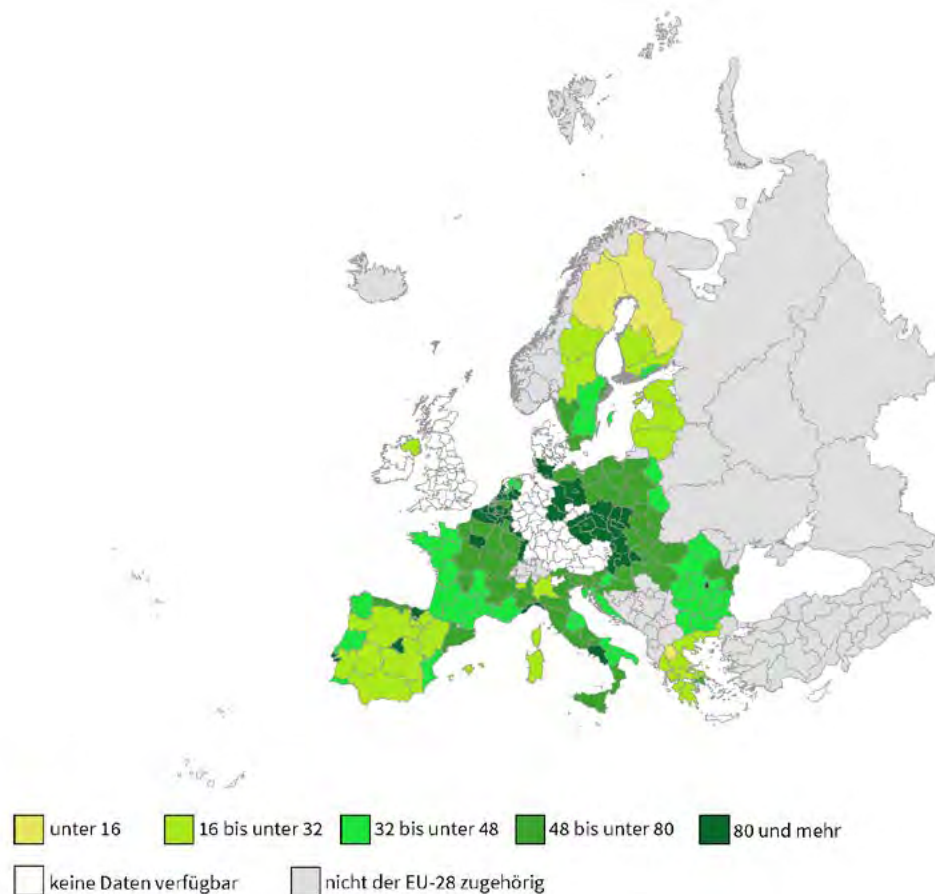 unter 16 16 bis unter 32 32 bis unter 48 48 bis unter 80 80 und mehr
keine Daten verfügbar nicht der EU-28 zugehörig